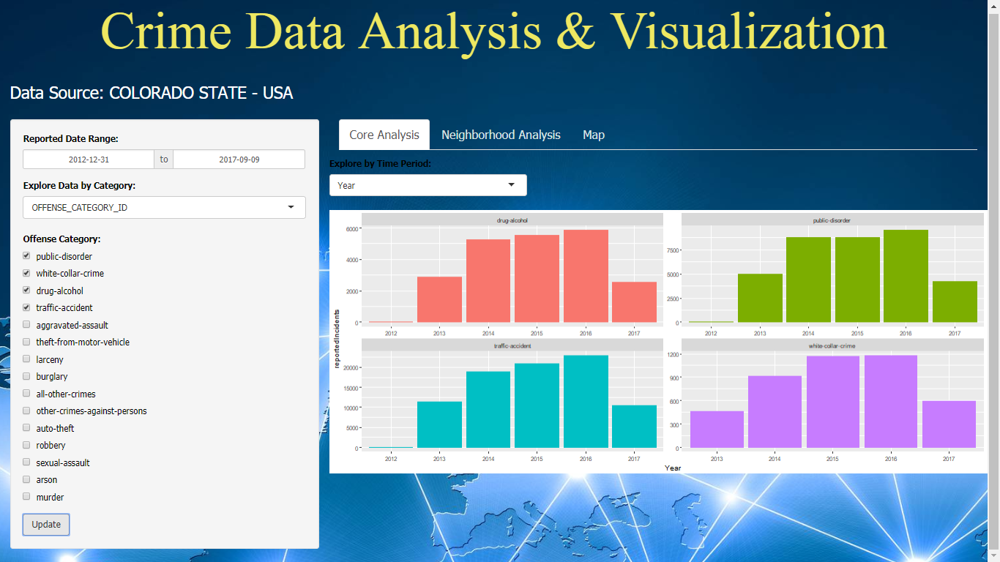 Crime Data Analysis & Visualization
Data Source: COLORADO STATE - USA
Reported Date Range:
2012-12-31 to 2017-09-09
Explore Data by Category:
OFFENSE_CATEGORY_ID
Offense Category:
public-disorder
white-collar-crime
drug-alcohol
traffic-accident
aggravated-assault
theft-from-motor-vehicle
larceny
burglary
all-other-crimes
other-crimes-against-persons
auto-theft
robbery
sexual-assault
arson
murder
Update
Core Analysis Neighborhood Analysis Map
Explore by Time Period:
Year
reportedIncidents
drug-alcohol
6000
4000
2000
0
2012 2013 2014 2015 2016 2017
public-disorder
7500
5000
2500
0
2012 2013 2014 2015 2016 2017
traffic-accident
20000
15000
10000
5000
0
2012 2013 2014 2015 2016 2017
white-collar-crime
1200
900
600
300
0
2013 2014 2015 2016 2017
Year